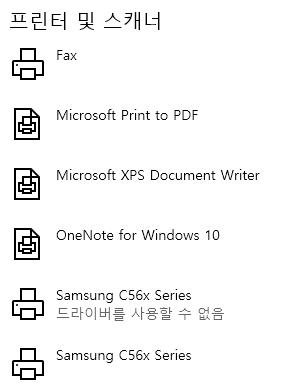 프린터 및 스캐너
Fax
Microsoft Print to PDF
Microsoft XPS Document Writer
OneNote for Windows 10
Samsung C56x Series
드라이버를 사용할 수 없음
Samsung C56x Series